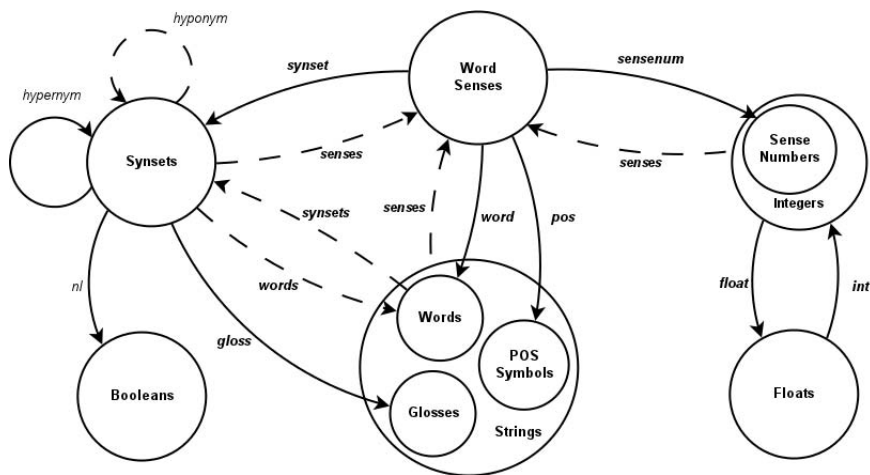 hyponym
hypernym
synset
Word
Senses
sensenum
Synsets
senses
senses
Sense
Numbers
Integers
synsets
senses
word
pos
nl
words
gloss
float
int
Words
POS
Symbols
Booleans
Glosses
Strings
Floats